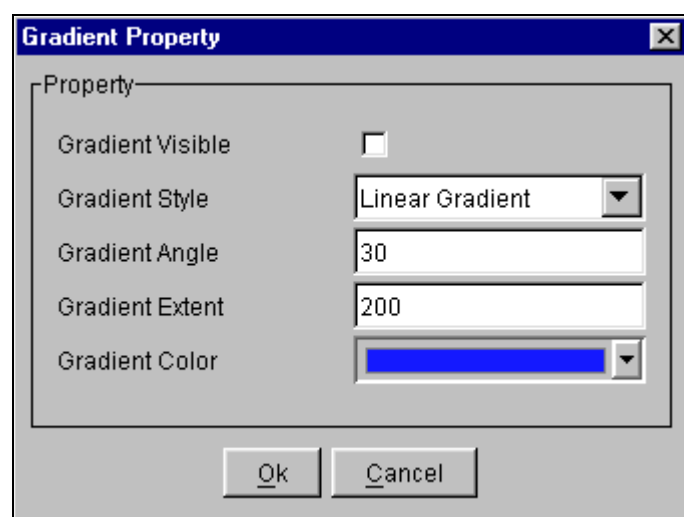 Gradient Property
Property
Gradient Visible
Gradient Style Linear Gradient
Gradient Angle 30
Gradient Extent 200
Gradient Color
Ok Cancel